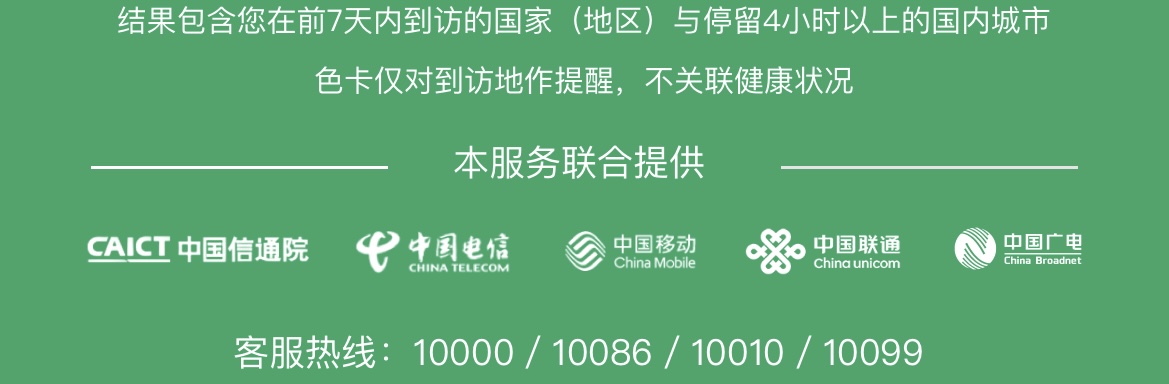 结果包含您在前7天内到访的国家（地区）与停留4小时以上的国内城市
色卡仅对到访地作提醒，不关联健康状况
本服务联合提供
CAICT 中国信通院 中国电信 CHINA TELECOM 中国移动 China Mobile 中国联通 China unicom 中国广电 China Broadnet
客服热线：10000 / 10086 / 10010 / 10099